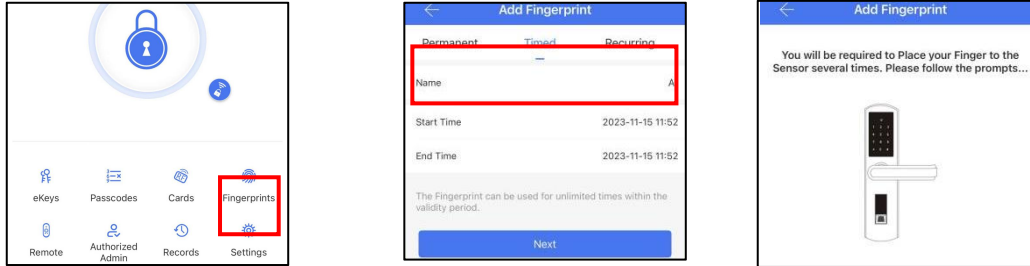 eKeys
Passcodes
Cards
Fingerprints
Remote
Authorized
Admin
Records
Settings
Add Fingerprint
Permanent
Timed
Recurring
Name
A
Start Time
2023-11-15 11:52
End Time
2023-11-15 11:52
The Fingerprint can be used for unlimited times within the
validity period.
Next
Add Fingerprint
You will be required to Place your Finger to the
Sensor several times. Please follow the prompts...